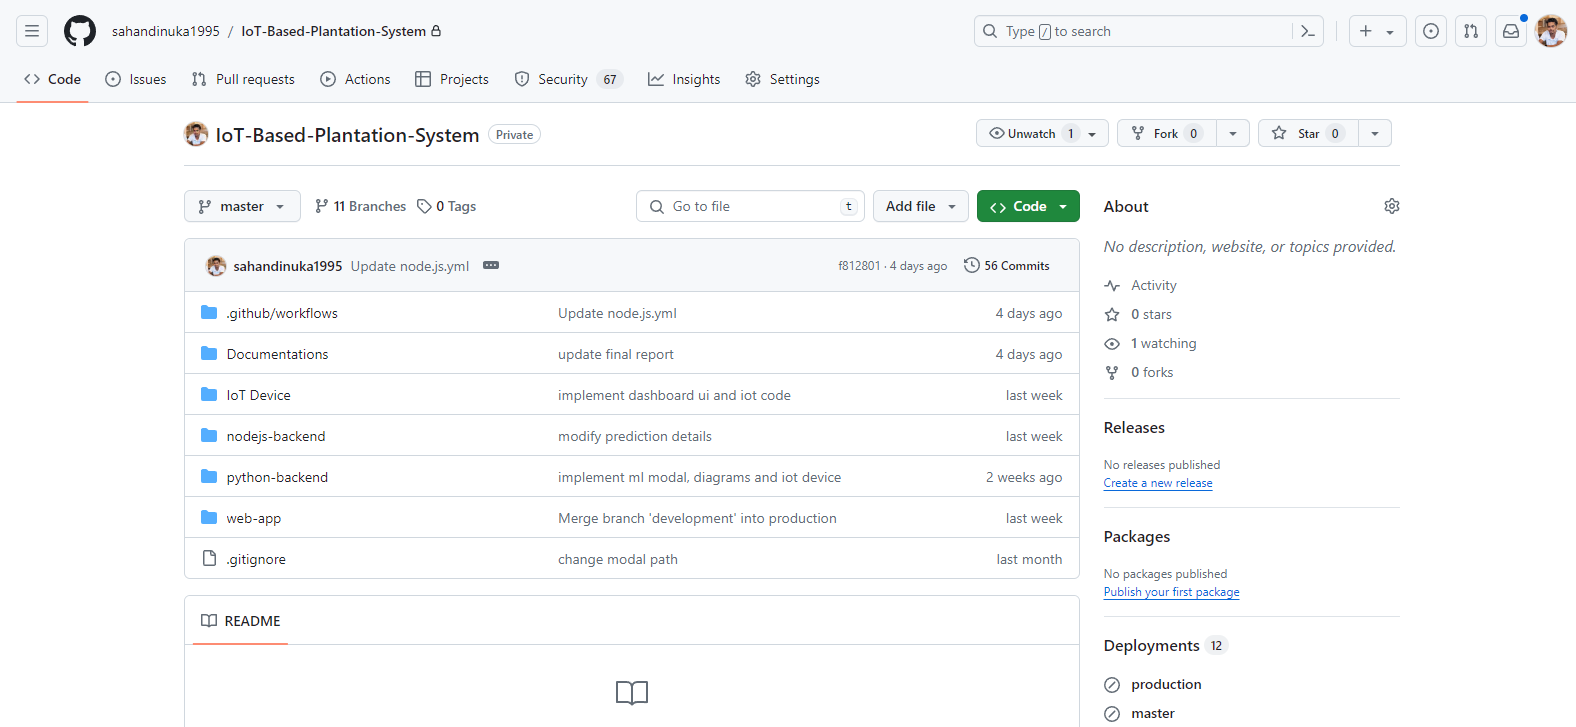 sahandinuka1995 / IoT-Based-Plantation-System
Type / to search
Code Issues Pull requests Actions Projects Security 67 Insights Settings
IoT-Based-Plantation-System Private
Unwatch 1 Fork 0 Star 0
master 11 Branches 0 Tags
Go to file t Add file Code
sahandinuka1995 Update node.js.yml f812801 · 4 days ago 56 Commits
.github/workflows Update node.js.yml 4 days ago
Documentations update final report 4 days ago
IoT Device implement dashboard ui and iot code last week
nodejs-backend modify prediction details last week
python-backend implement ml modal, diagrams and iot device 2 weeks ago
web-app Merge branch 'development' into production last week
.gitignore change modal path last month
README
About
No description, website, or topics provided.
Activity
0 stars
1 watching
0 forks
Releases
No releases published
Create a new release
Packages
No packages published
Publish your first package
Deployments 12
production
master